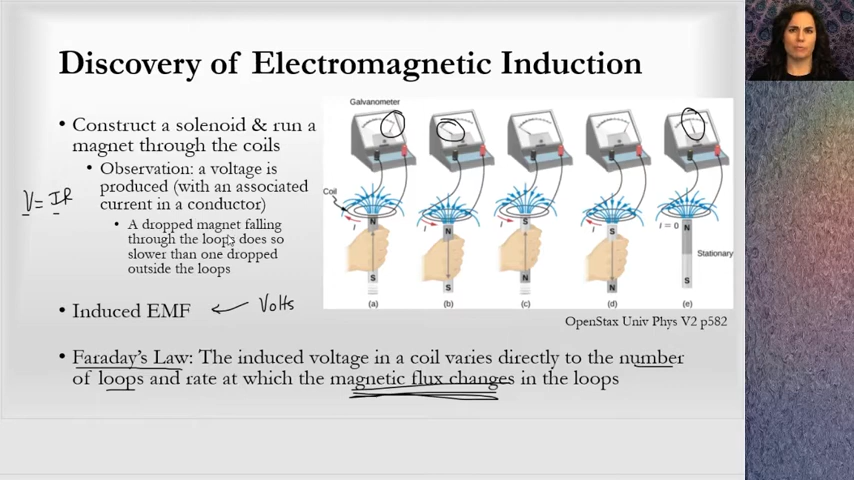 Discovery of Electromagnetic Induction
• Construct a solenoid & run a
magnet through the coils
• Observation: a voltage is
produced (with an associated
current in a conductor)
• A dropped magnet falling
through the loops does so
slower than one dropped
outside the loops
V = IR
• Induced EMF
Volts
• Faraday's Law: The induced voltage in a coil varies directly to the number
of loops and rate at which the magnetic flux changes in the loops
Galvanometer
Coil
I
I
I
I
I = 0
N
N
S
S
N
Stationary
S
S
N
N
S
(a)
(b)
(c)
(d)
(e)
OpenStax Univ Phys V2 p582